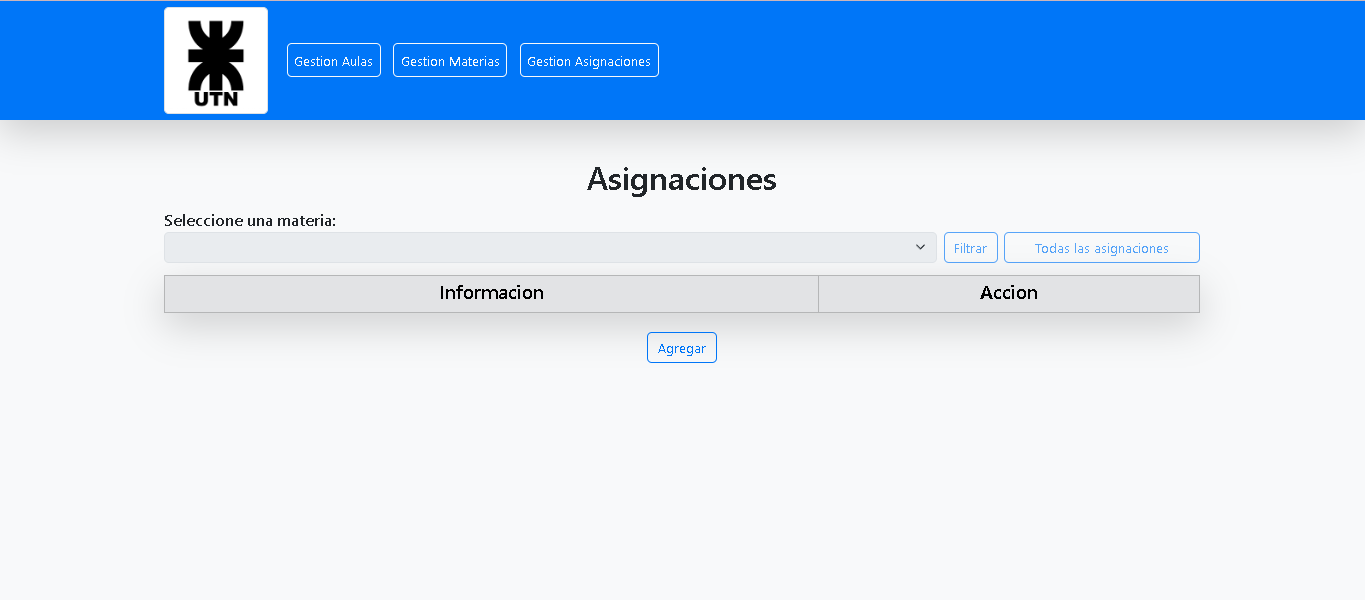 UTN
Gestion Aulas
Gestion Materias
Gestion Asignaciones
Asignaciones
Seleccione una materia:
Filtrar
Todas las asignaciones
Informacion
Accion
Agregar